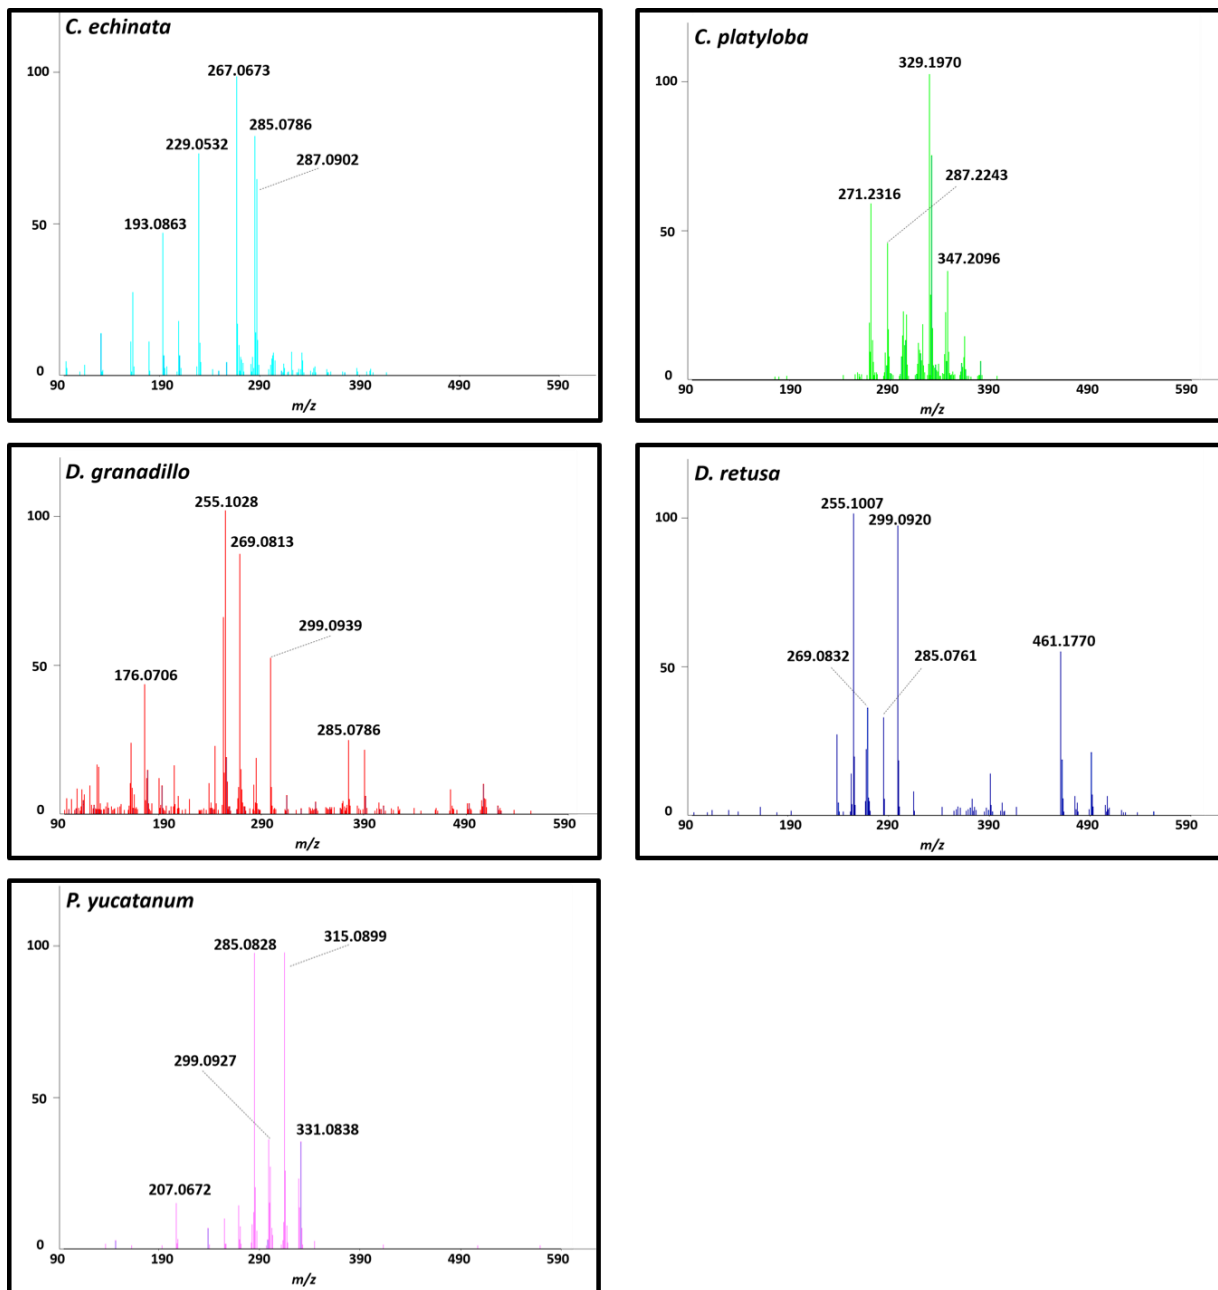 C. echinata
100
267.0673
285.0786
229.0532
287.0902
193.0863
50
0
90 190 290 390 490 590
m/z
C. platyloba
329.1970
100
287.2243
271.2316
50
347.2096
0
90 190 290 390 490 590
m/z
D. granadillo
255.1028
100
269.0813
299.0939
50
176.0706
285.0786
0
90 190 290 390 490 590
m/z
D. retusa
255.1007
100
299.0920
269.0832
285.0761
461.1770
50
0
90 190 290 390 490 590
m/z
P. yucatanum
100
285.0828
315.0899
299.0927
50
331.0838
207.0672
0
90 190 290 390 490 590
m/z